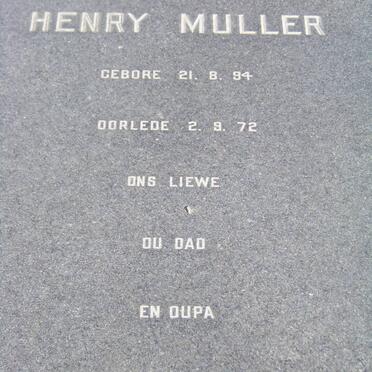 HENRY MULLER
GEBORE 21. 8. 94
OORLEDE 2. 9. 72
ONS LIEWE
OU DAD
EN OUPA